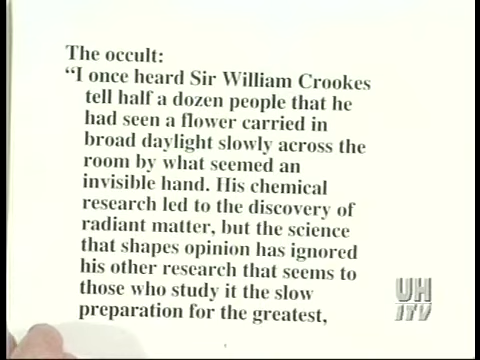 The occult:
“I once heard Sir William Crookes
tell half a dozen people that he
had seen a flower carried in
broad daylight slowly across the
room by what seemed an
invisible hand. His chemical
research led to the discovery of
radiant matter, but the science
that shapes opinion has ignored
his other research that seems to
those who study it the slow
preparation for the greatest,
UH
ITV